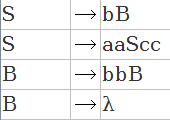 S → bB
S → aaScc
B → bbB
B → λ